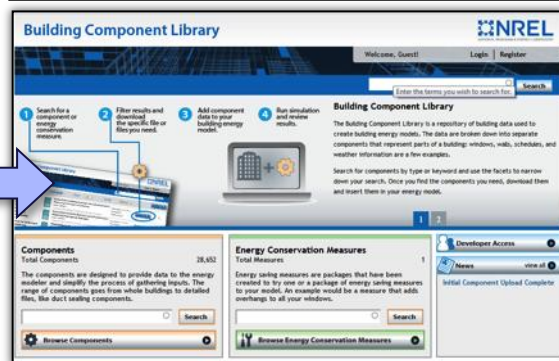 Building Component Library
NREL
Welcome, Guest!
Login | Register
Search
Enter the terms you wish to search for.
1 Search for a component or energy conservation measure.
2 Filter results and download the specific file or files you need.
3 Add component data to your building energy model.
4 Run simulation and review results.
Building Component Library
The Building Component Library is a repository of building data used to
create building energy models. The data are broken down into separate
components that represent parts of a building; windows, walls, schedules, and
weather information are a few examples.
Search for components by type or keyword and use the facets to narrow
down your search. Once you find the components you need, download them
and insert them in your energy model.
NREL
1 2
Components
Total Components 28,652
The components are designed to provide data to the energy
modeler and simplify the process of gathering inputs. The
range of components goes from whole buildings to detailed
files, like duct sealing components.
Search
Browse Components
Energy Conservation Measures
Total Measures 1
Energy saving measures are packages that have been
created to try one or a package of energy saving measures
to your model. An example would be a measure that adds
overhangs to all your windows.
Search
Browse Energy Conservation Measures
Developer Access
News view all
Initial Component Upload Complete